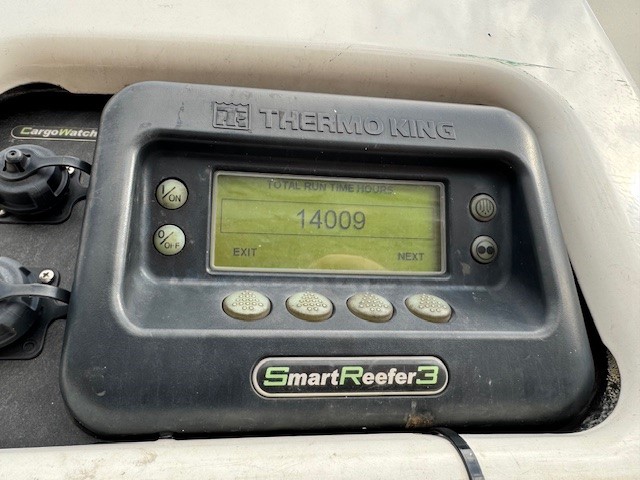 THERMO KING
CargoWatch
TOTAL RUN TIME HOURS
I/ON
14009
O/OFF
EXIT
NEXT
SmartReefer3